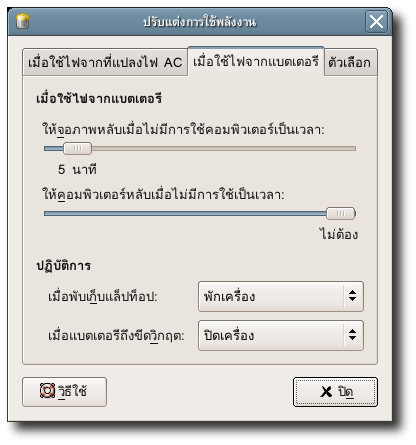 ปรับแต่งการใช้พลังงาน
เมื่อใช้ไฟจากที่แปลงไฟ AC เมื่อใช้ไฟจากแบตเตอรี ตัวเลือก
เมื่อใช้ไฟจากแบตเตอรี
ให้จอภาพหลับเมื่อไม่มีการใช้คอมพิวเตอร์เป็นเวลา:
5 นาที
ให้คอมพิวเตอร์หลับเมื่อไม่มีการใช้เป็นเวลา:
ไม่ต้อง
ปฏิบัติการ
เมื่อพับเก็บแล็ปท็อป: พักเครื่อง
เมื่อแบตเตอรีถึงขีดวิกฤต: ปิดเครื่อง
วิธีใช้ ปิด